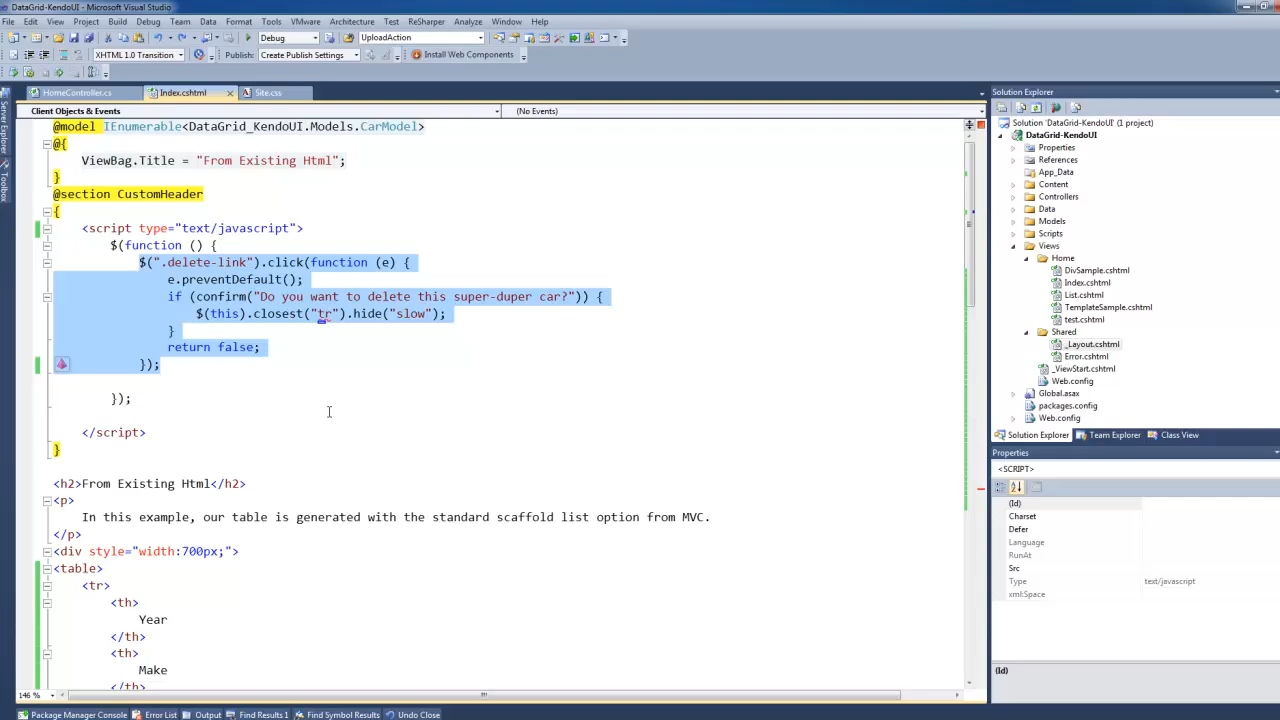 DataGrid-KendoUI - Microsoft Visual Studio
File Edit View Project Build Debug Team Data Format Tools VMware Architecture Test ReSharper Analyze Window Help
Debug UploadAction
XHTML 1.0 Transition Publish: Create Publish Settings Install Web Components
HomeController.cs Index.cshtml Site.css
Client Objects & Events (No Events)
@model IEnumerable<DataGrid_KendoUI.Models.CarModel>
@{
ViewBag.Title = "From Existing Html";
}
@section CustomHeader
{
<script type="text/javascript">
$(function () {
$(".delete-link").click(function (e) {
e.preventDefault();
if (confirm("Do you want to delete this super-duper car?")) {
$(this).closest("tr").hide("slow");
}
return false;
});
});
</script>
}
<h2>From Existing Html</h2>
<p>
In this example, our table is generated with the standard scaffold list option from MVC.
</p>
<div style="width:700px;">
<table>
<tr>
<th>
Year
</th>
<th>
Make
</th>
146 %
Server Explorer
Toolbox
Solution Explorer
Solution 'DataGrid-KendoUI' (1 project)
DataGrid-KendoUI
Properties
References
App_Data
Content
Controllers
Data
Models
Scripts
Views
Home
DivSample.cshtml
Index.cshtml
List.cshtml
TemplateSample.cshtml
test.cshtml
Shared
_Layout.cshtml
Error.cshtml
_ViewStart.cshtml
Web.config
Global.asax
packages.config
Web.config
Solution Explorer Team Explorer Class View
Properties
<SCRIPT>
(Id)
Charset
Defer
Language
RunAt
Src
Type text/javascript
xml:Space
(Id)
Package Manager Console Error List Output Find Results 1 Find Symbol Results Undo Close